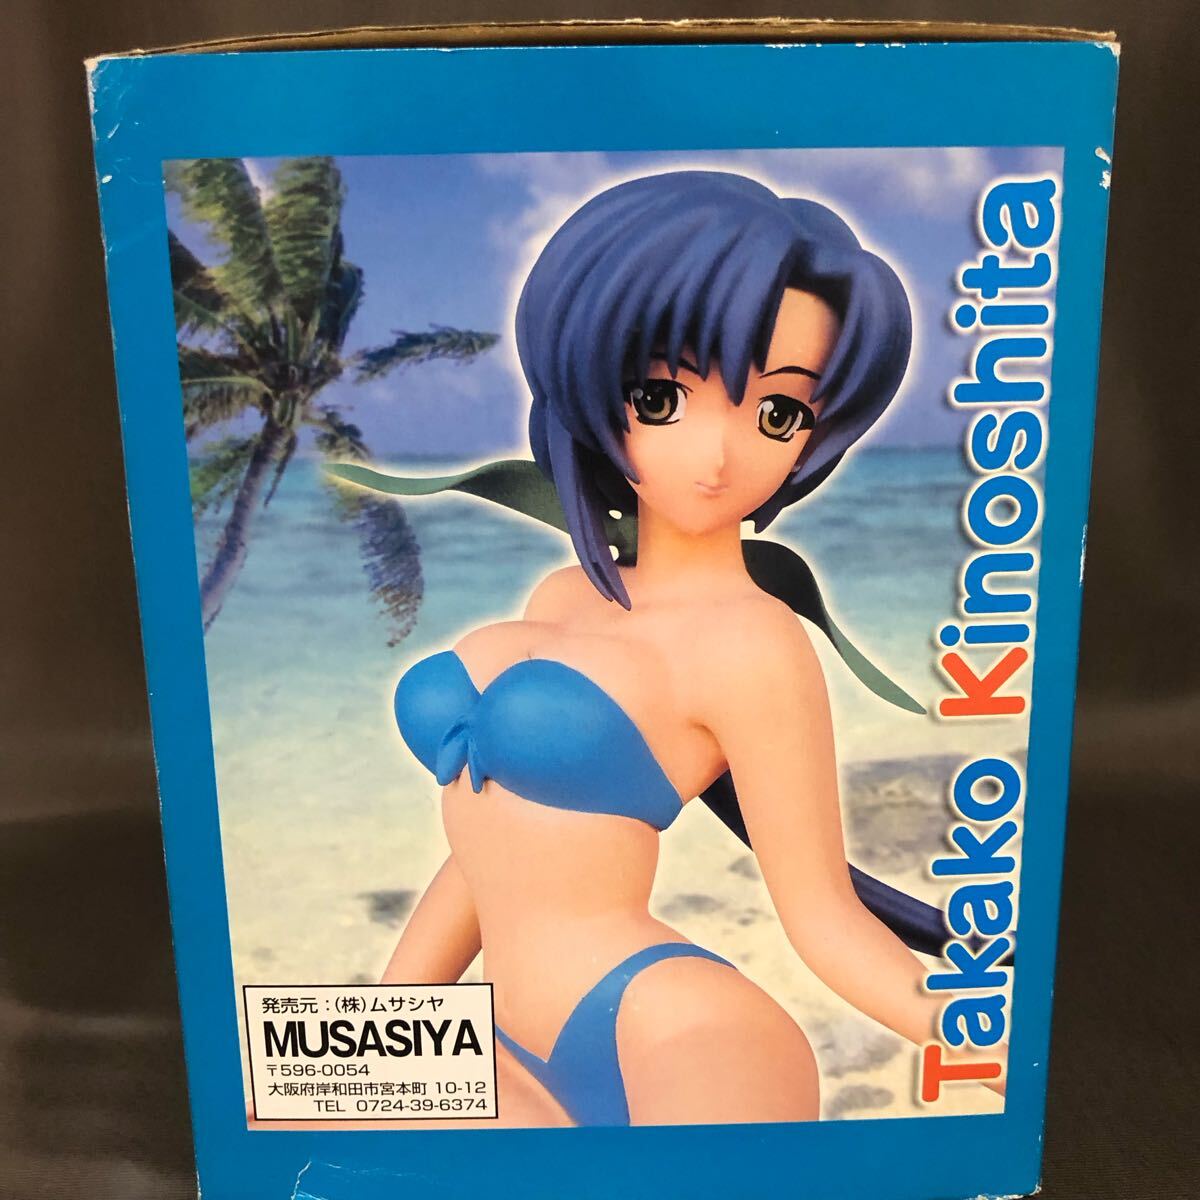 Takako Kinoshita
発売元：(株)ムサシヤ
MUSASIYA
〒596-0054
大阪府岸和田市宮本町 10-12
TEL 0724-39-6374